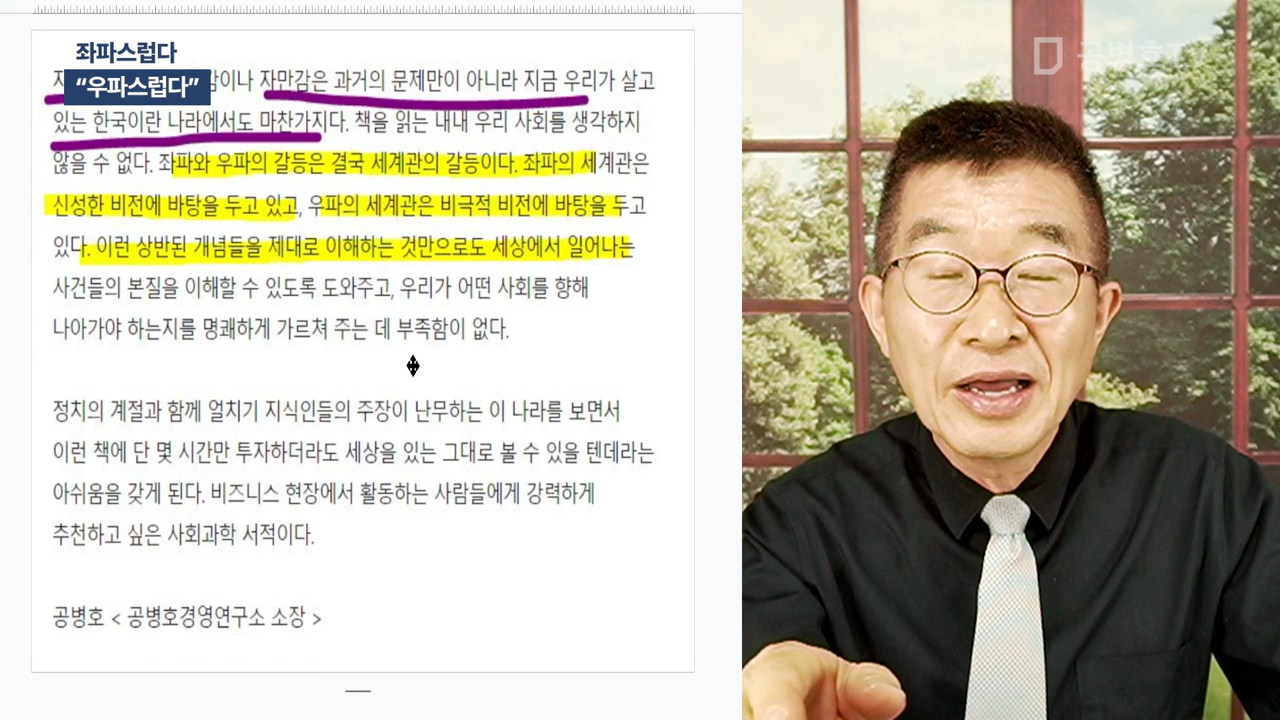 좌파스럽다
“우파스럽다”
자만감은 과거의 문제만이 아니라 지금 우리가 살고
있는 한국이란 나라에서도 마찬가지다. 책을 읽는 내내 우리 사회를 생각하지
않을 수 없다. 좌파와 우파의 갈등은 결국 세계관의 갈등이다. 좌파의 세계관은
신성한 비전에 바탕을 두고 있고, 우파의 세계관은 비극적 비전에 바탕을 두고
있다. 이런 상반된 개념들을 제대로 이해하는 것만으로도 세상에서 일어나는
사건들의 본질을 이해할 수 있도록 도와주고, 우리가 어떤 사회를 향해
나아가야 하는지를 명쾌하게 가르쳐 주는 데 부족함이 없다.
정치의 계절과 함께 얼치기 지식인들의 주장이 난무하는 이 나라를 보면서
이런 책에 단 몇 시간만 투자하더라도 세상을 있는 그대로 볼 수 있을 텐데라는
아쉬움을 갖게 된다. 비즈니스 현장에서 활동하는 사람들에게 강력하게
추천하고 싶은 사회과학 서적이다.
공병호 < 공병호경영연구소 소장 >
공병호TV